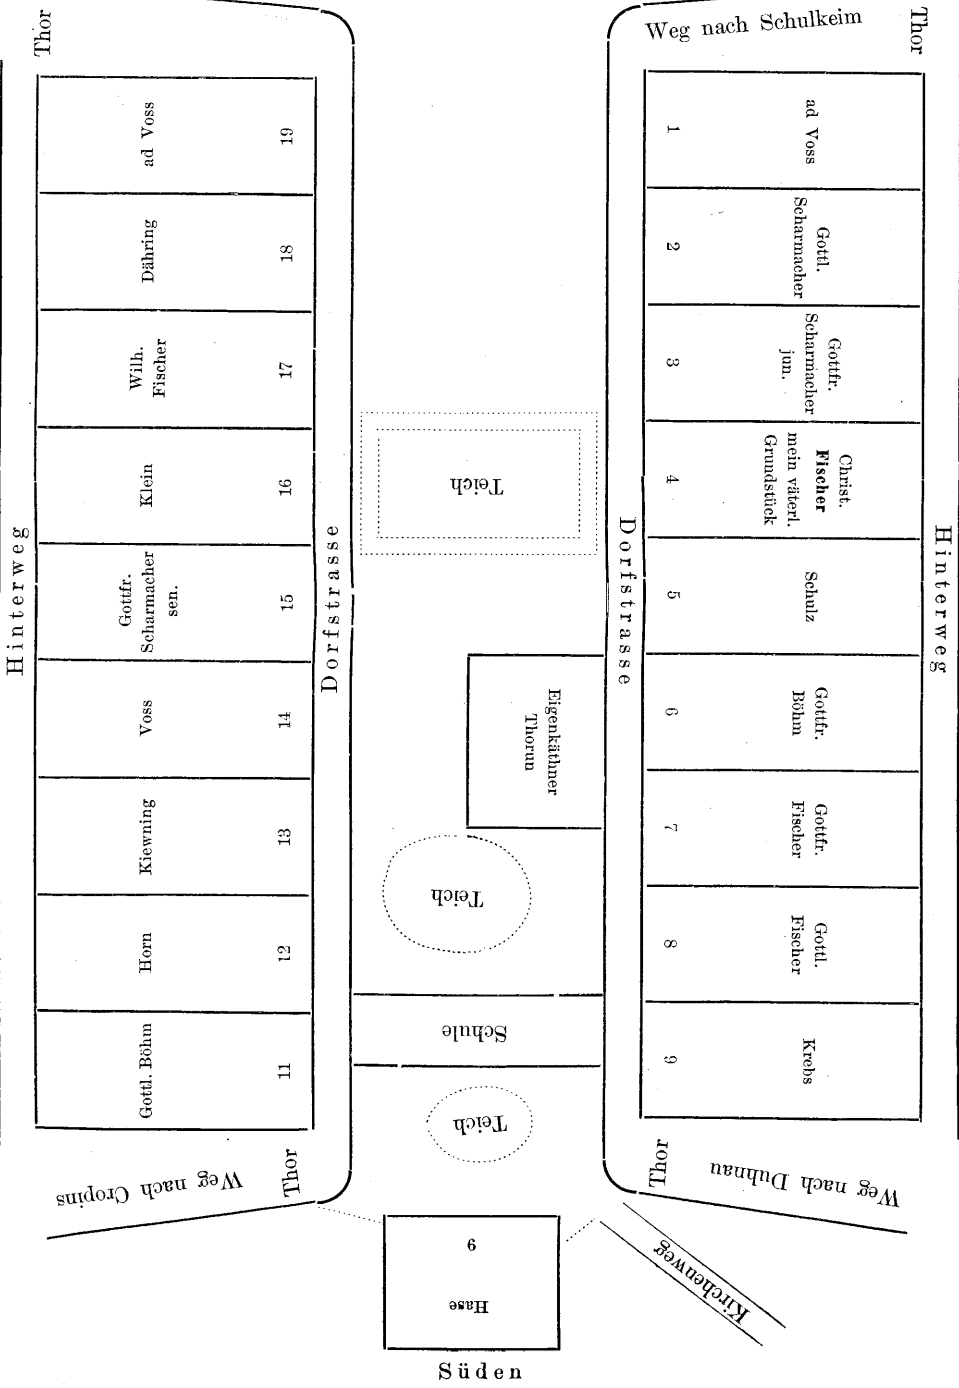 Thor
Weg nach Schulkeim
Thor
ad Voss
19
Dähring
18
Wilh.
Fischer
17
Klein
16
Gottfr.
Scharmacher
sen.
15
Voss
14
Kiewning
13
Horn
12
Gottl. Böhm
11
Hinterweg
Dorfstrasse
Teich
Eigenkäthner
Thorun
Teich
Schule
Teich
Dorfstrasse
1
ad Voss
2
Gottl.
Scharmacher
3
Gottfr.
Scharmacher
jun.
4
Christ.
Fischer
mein väterl.
Grundstück
5
Schulz
6
Gottfr.
Böhm
7
Gottfr.
Fischer
8
Gottl.
Fischer
9
Krebs
Hinterweg
Weg nach Cropins
Thor
Thor
Weg nach Duhnau
9
Hase
Kirchenweg
Süden